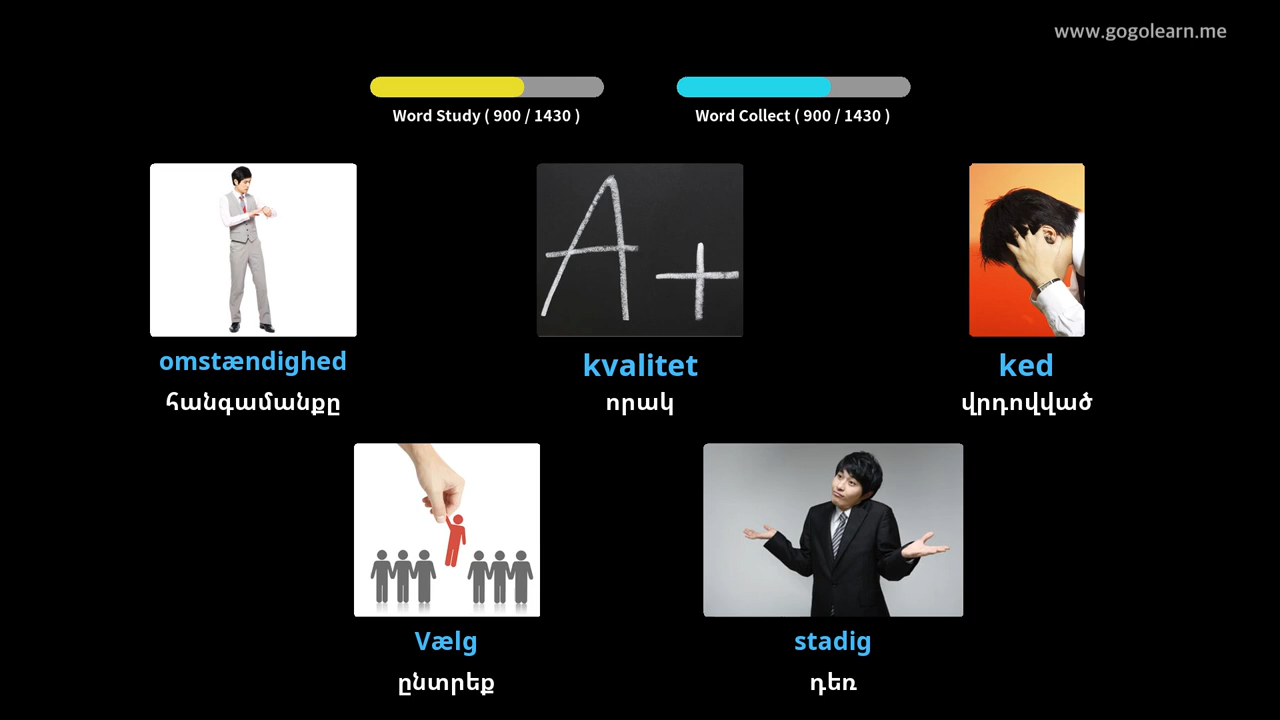 www.gogolearn.me
Word Study ( 900 / 1430 )
Word Collect ( 900 / 1430 )
A+
omstændighed
հանգամանքը
kvalitet
որակ
ked
վրդովված
Vælg
ընտրեք
stadig
դեռ